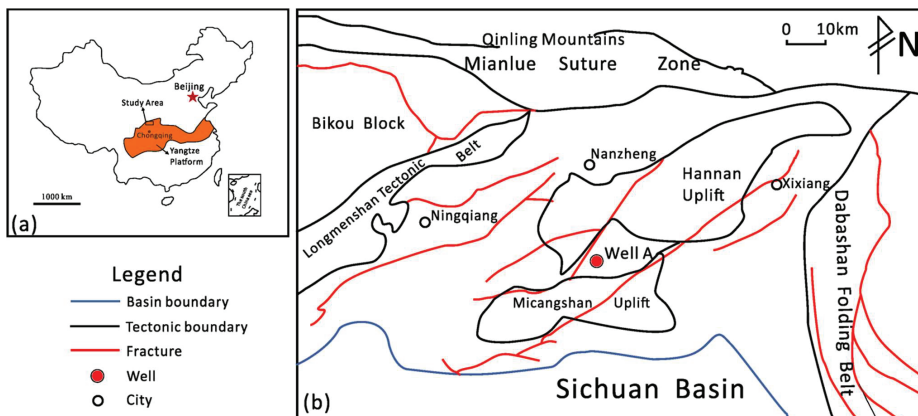 Beijing
Study Area
Chongqing
Yangtze
Platform
1000 km
(a)
Legend
Basin boundary
Tectonic boundary
Fracture
Well
City
Qinling Mountains
Mianlue Suture Zone
0 10km
N
Bikou Block
Longmenshan Tectonic Belt
Nanzheng
Hannan
Uplift
Xixiang
Ningqiang
Well A
Micangshan Uplift
Dabashan Folding Belt
Sichuan Basin
(b)